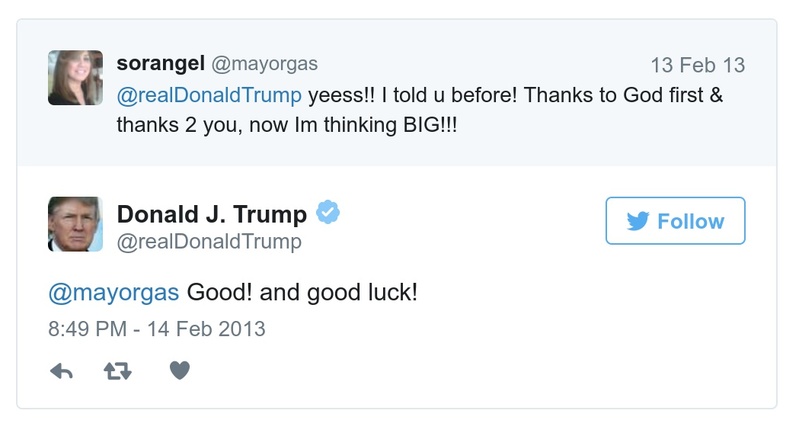 sorangel @mayorgas 13 Feb 13
@realDonaldTrump yeess!! I told u before! Thanks to God first &
thanks 2 you, now Im thinking BIG!!!
Donald J. Trump
@realDonaldTrump
Follow
@mayorgas Good! and good luck!
8:49 PM - 14 Feb 2013